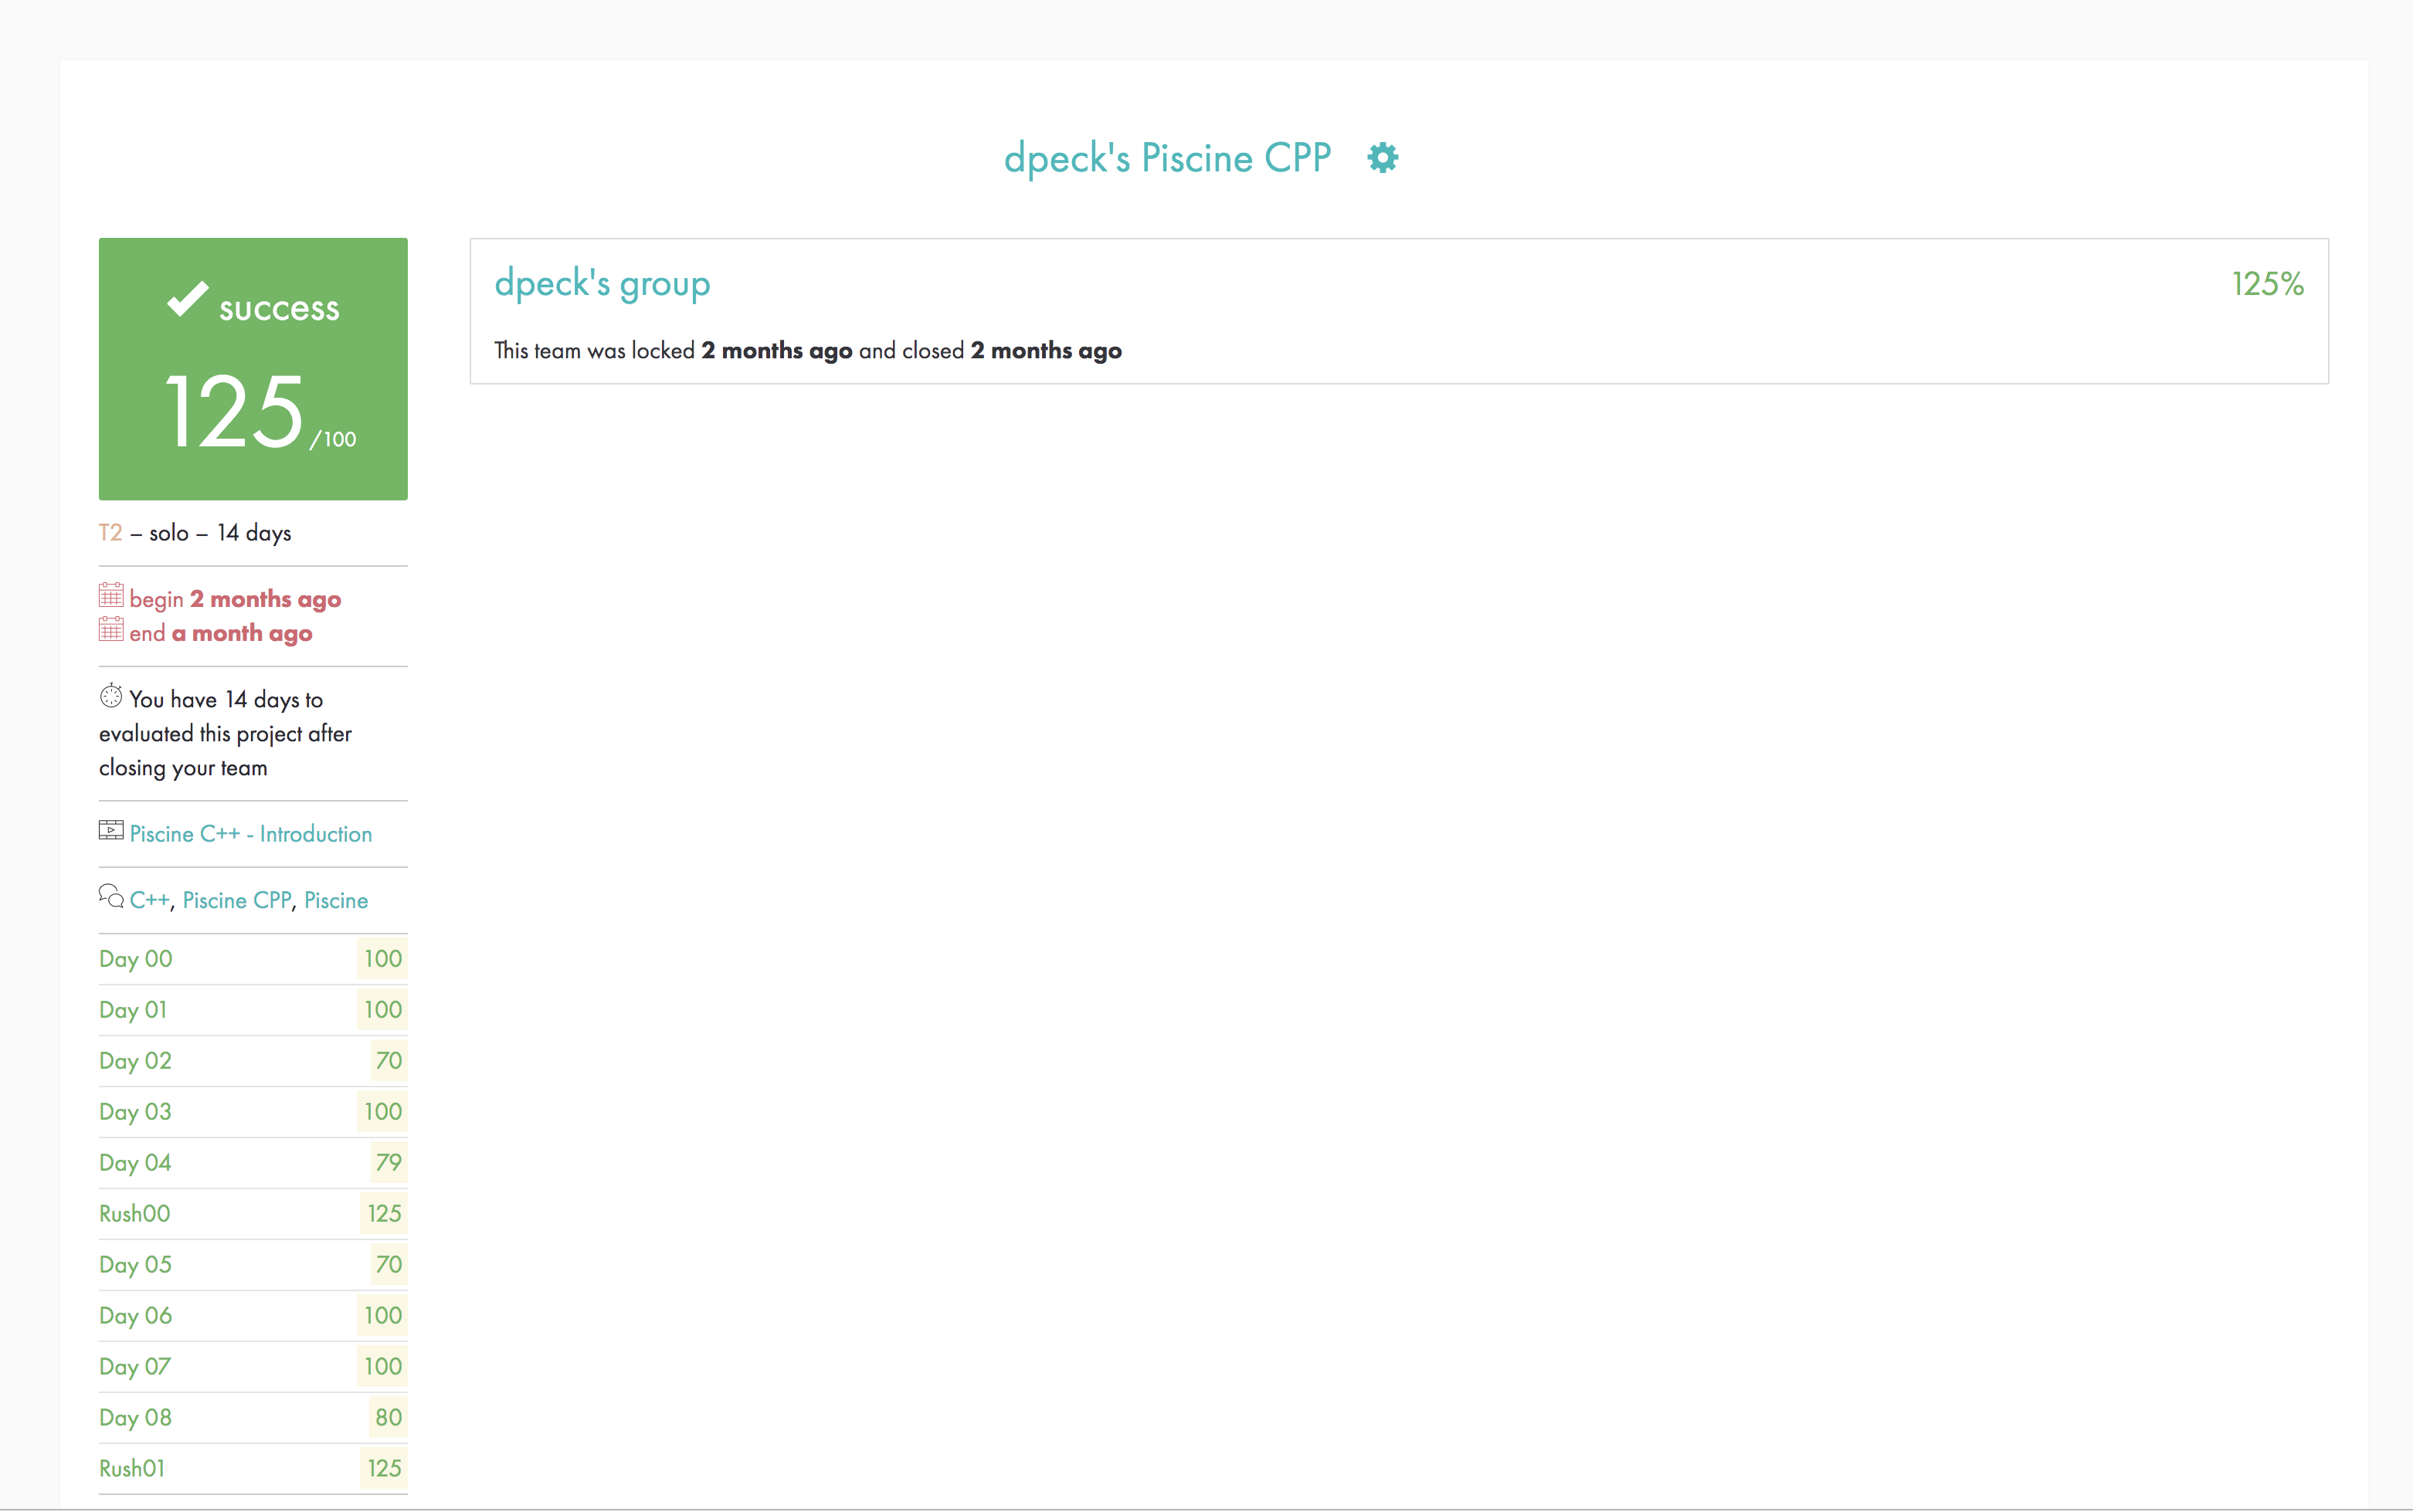 dpeck's Piscine CPP
success
125 /100
T2 – solo – 14 days
begin 2 months ago
end a month ago
You have 14 days to
evaluated this project after
closing your team
Piscine C++ - Introduction
C++, Piscine CPP, Piscine
Day 00 100
Day 01 100
Day 02 70
Day 03 100
Day 04 79
Rush00 125
Day 05 70
Day 06 100
Day 07 100
Day 08 80
Rush01 125
dpeck's group 125%
This team was locked 2 months ago and closed 2 months ago